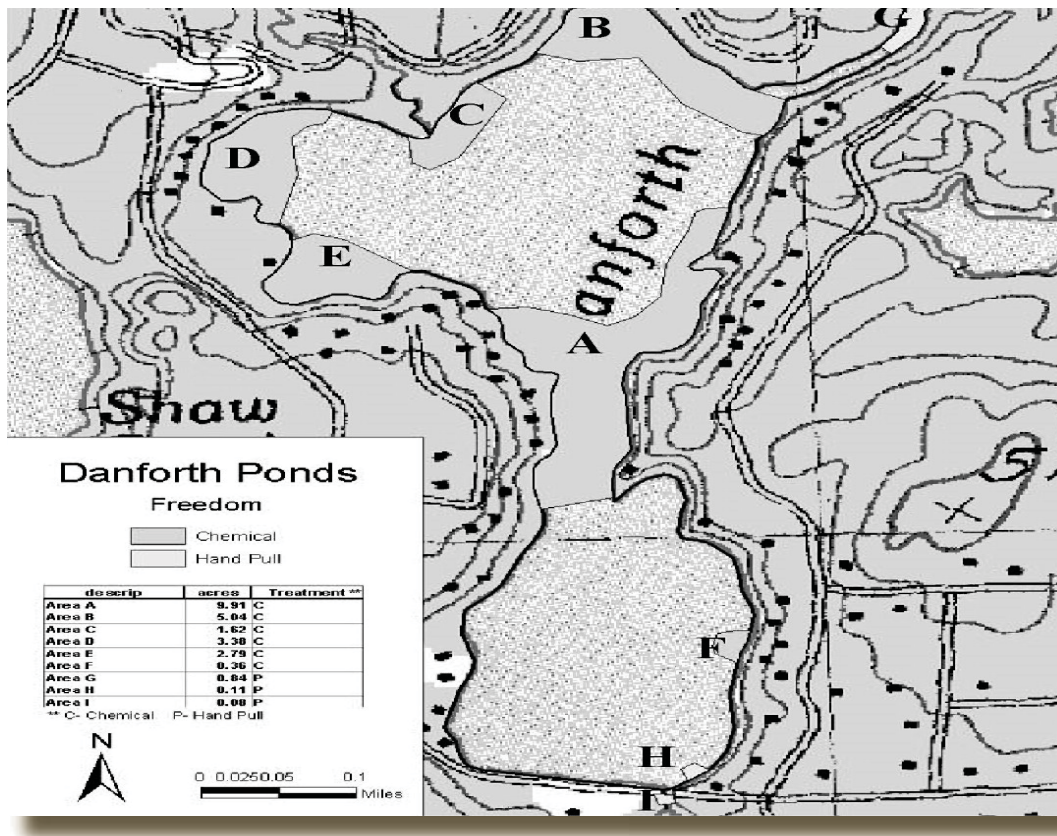 B
G
C
D
anforth
E
A
Shaw
Danforth Ponds
Freedom
Chemical
Hand Pull
descrip acres Treatment **
Area A 9.91 C
Area B 5.04 C
Area C 1.62 C
Area D 3.38 C
Area E 2.79 C
Area F 0.36 C
Area G 0.84 P
Area H 0.11 P
Area I 0.08 P
** C- Chemical P- Hand Pull
N
0 0.025 0.05 0.1
Miles
F
H
I